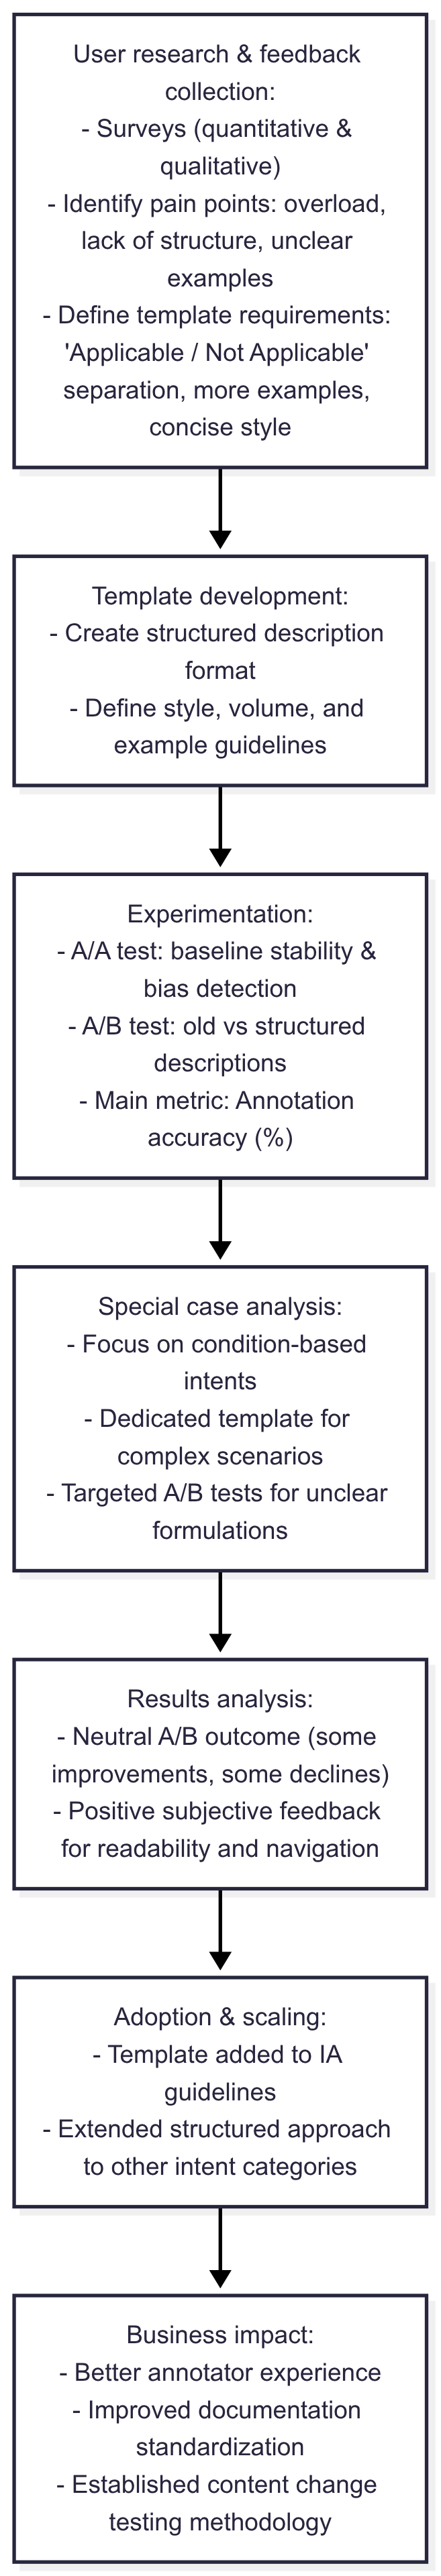 User research & feedback
collection:
- Surveys (quantitative &
qualitative)
- Identify pain points: overload,
lack of structure, unclear
examples
- Define template requirements:
'Applicable / Not Applicable'
separation, more examples,
concise style
Template development:
- Create structured description
format
- Define style, volume, and
example guidelines
Experimentation:
- A/A test: baseline stability &
bias detection
- A/B test: old vs structured
descriptions
- Main metric: Annotation
accuracy (%)
Special case analysis:
- Focus on condition-based
intents
- Dedicated template for
complex scenarios
- Targeted A/B tests for unclear
formulations
Results analysis:
- Neutral A/B outcome (some
improvements, some declines)
- Positive subjective feedback
for readability and navigation
Adoption & scaling:
- Template added to IA
guidelines
- Extended structured approach
to other intent categories
Business impact:
- Better annotator experience
- Improved documentation
standardization
- Established content change
testing methodology